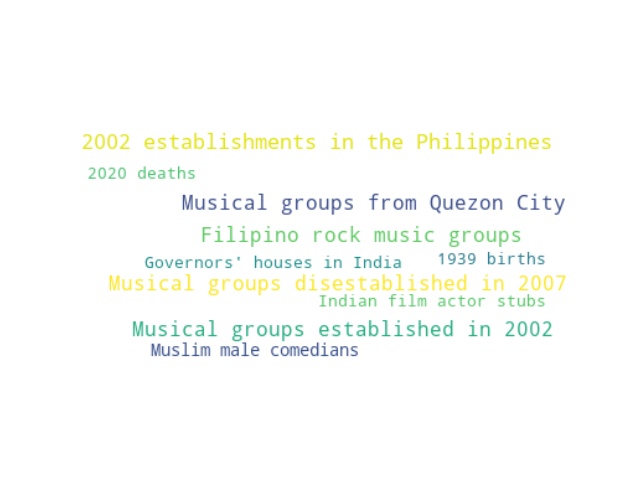 2002 establishments in the Philippines
2020 deaths
Musical groups from Quezon City
Filipino rock music groups
Governors' houses in India
1939 births
Musical groups disestablished in 2007
Indian film actor stubs
Musical groups established in 2002
Muslim male comedians